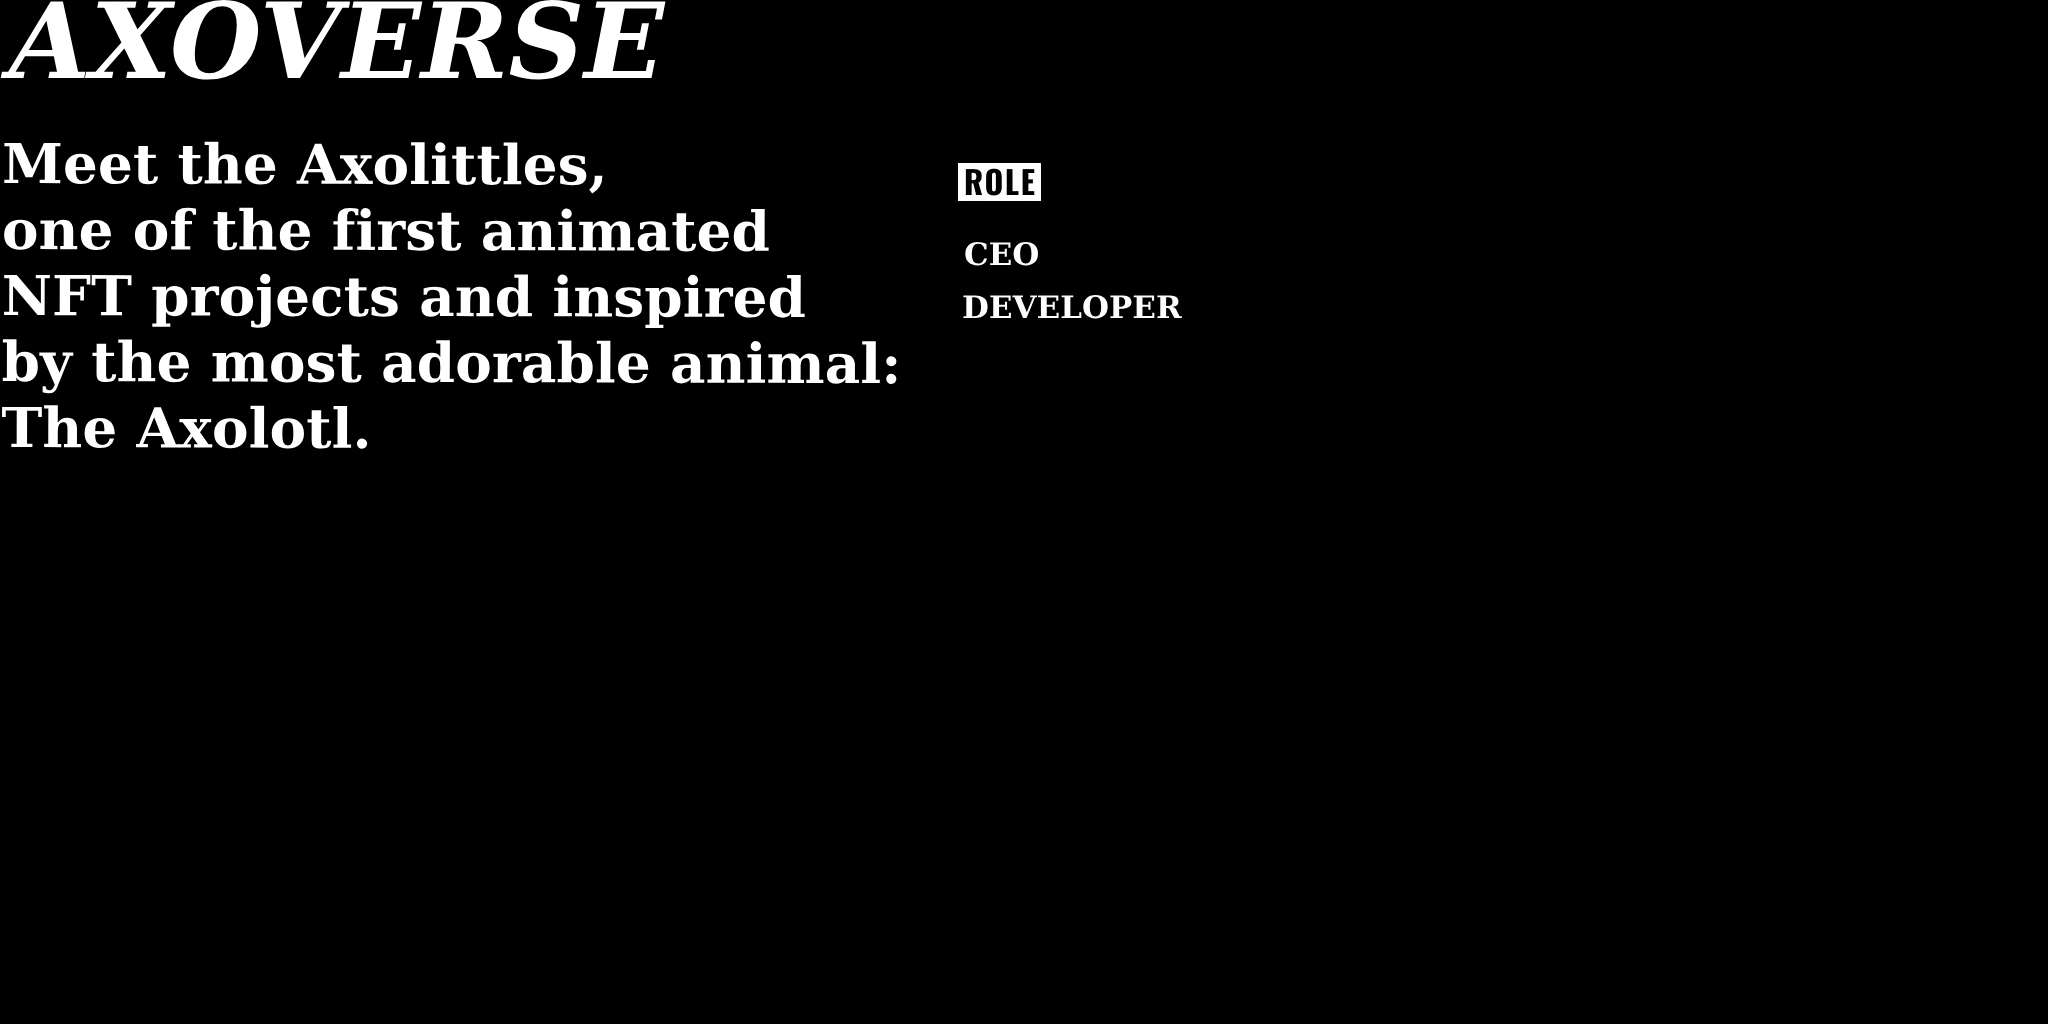 AXOVERSE
Meet the Axolittles,
one of the first animated
NFT projects and inspired
by the most adorable animal:
The Axolotl.
ROLE
CEO
DEVELOPER